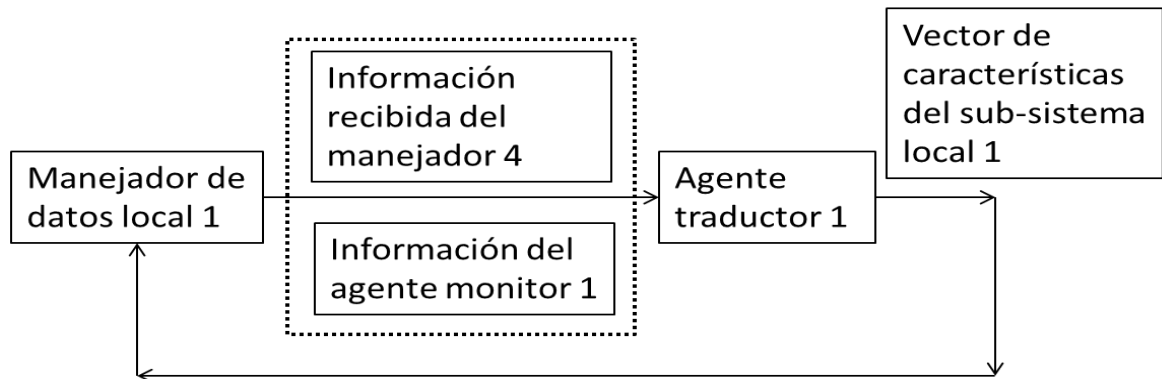 Manejador de
datos local 1
Información
recibida del
manejador 4
Información del
agente monitor 1
Agente
traductor 1
Vector de
características
del sub-sistema
local 1